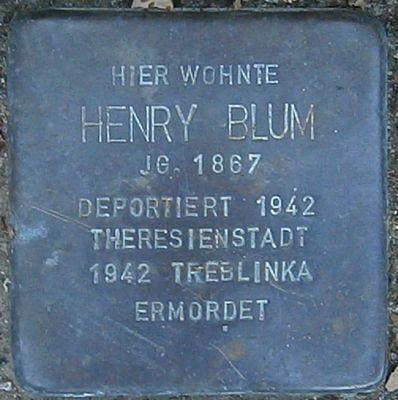 HIER WOHNTE
HENRY BLUM
JG. 1867
DEPORTIERT 1942
THERESIENSTADT
1942 TREBLINKA
ERMORDET